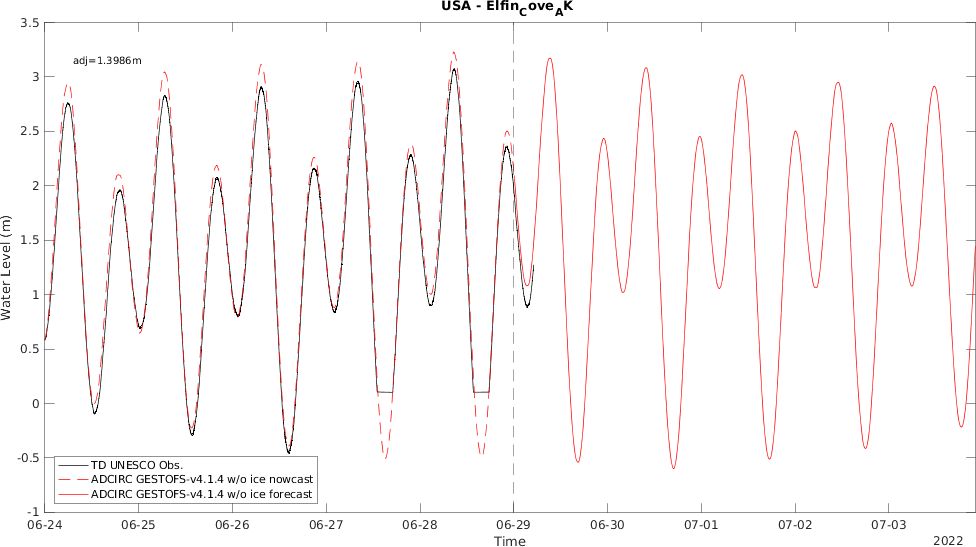 USA - Elfin_Cove_AK
3.5
adj=1.3986m
3
2.5
2
1.5
1
0.5
0
-0.5
-1
Water Level (m)
TD UNESCO Obs.
ADCIRC GESTOFS-v4.1.4 w/o ice nowcast
ADCIRC GESTOFS-v4.1.4 w/o ice forecast
06-24 06-25 06-26 06-27 06-28 06-29 06-30 07-01 07-02 07-03
Time
2022